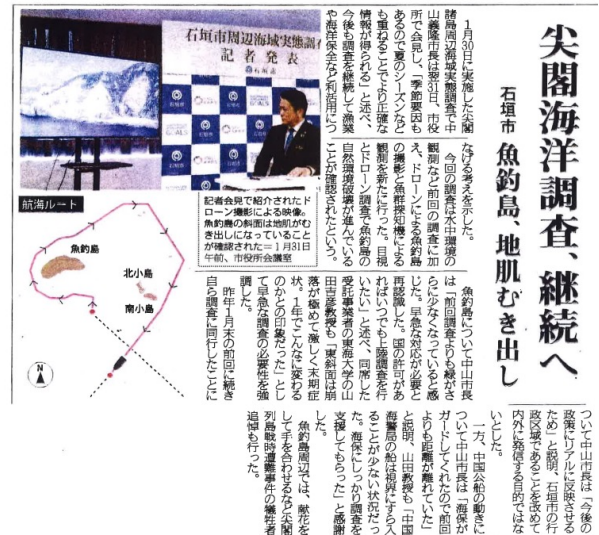 尖閣海洋調査、継続へ
石垣市 魚釣島 地肌むき出し
1月30日に実施した尖閣
諸島周辺海域実態調査で中
山義隆市長は翌31日、市役
所で会見し、「季節要因も
あるので夏のシーズンなど
も重ねることでより正確な
情報が得られる」と述べ、
今後も調査を継続して漁業
や海洋保全など利活用につ
なげる考えを示した。
今回の調査は水中環境の
観測など前回の調査に加
え、ドローンによる魚釣島
の撮影と魚群探知機による
観測を新たに行った。目視
とドローン調査で魚釣島の
自然環境破壊が進んでいる
ことが確認されたという。
魚釣島について中山市長
は「前回調査よりも緑がさ
らに少なくなっていると感
じた。早急な対応が必要と
再認識した。国の許可があ
ればいつでも上陸調査を行
いたい」と述べ、同席した
受託事業者の東海大学の山
田吉彦教授も「東斜面は崩
落が極めて激しく、末期症
状。1年でこんなに変わる
のかとの印象だった」とし
て早急な調査の必要性を強
調した。
昨年1月末の前回に続き
自ら調査に同行したことに
ついて中山市長は「今後の
政策にリアルに反映させる
ため」と説明、石垣市の行
政区域であることを改めて
内外に発信する目的ではな
いとした。
一方、中国公船の動きに
ついて中山市長は「海保が
ガードしてくれたので前回
よりも距離が離れていた」
と説明、山田教授も「中国
海警局の船は視界にすら入
ることが少ない状況だっ
た。海保にしっかり調査を
支援してもらった」と感謝
した。
魚釣島周辺では、献花を
して手を合わせるなど尖閣
列島戦時遭難事件の犠牲者
追悼も行った。
石垣市周辺海域実態調査
記者発表
石垣市
記者会見で紹介されたド
ローン撮影による映像。
魚釣島の斜面は地肌がむ
き出しになっていること
が確認された＝1月31日
午前、市役所会議室
航海ルート
魚釣島
北小島
南小島
N